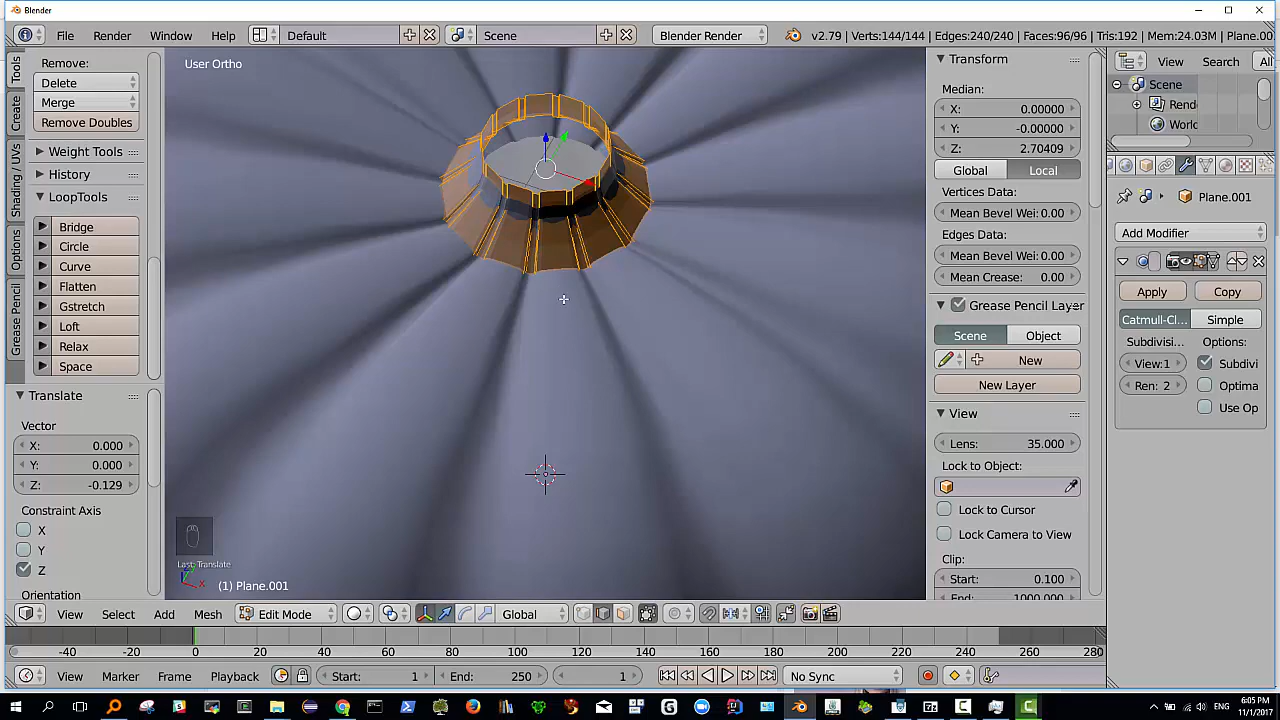 Blender
File Render Window Help Default Scene Blender Render v2.79 | Verts:144/144 | Edges:240/240 | Faces:96/96 | Tris:192 | Mem:24.03M | Plane.00
Tools
Create
Shading / UVs
Options
Grease Pencil
Remove:
Delete
Merge
Remove Doubles
Weight Tools
History
LoopTools
Bridge
Circle
Curve
Flatten
Gstretch
Loft
Relax
Space
Translate
Vector
X: 0.000
Y: 0.000
Z: -0.129
Constraint Axis
X
Y
Z
Orientation
User Ortho
Last: Translate
(1) Plane.001
Transform
Median:
X: 0.00000
Y: -0.00000
Z: 2.70409
Global Local
Vertices Data:
Mean Bevel Wei: 0.00
Edges Data:
Mean Bevel Wei: 0.00
Mean Crease: 0.00
Grease Pencil Layer
Scene Object
New
New Layer
View
Lens: 35.000
Lock to Object:
Lock to Cursor
Lock Camera to View
Clip:
Start: 0.100
End: 1000.000
View Search All
Scene
Rend
World
Plane.001
Add Modifier
Apply Copy
Catmull-Cl... Simple
Subdivisi... Options:
View: 1 Subdivi
Ren: 2 Optima
Use Op
View Select Add Mesh Edit Mode Global
-40 -20 0 20 40 60 80 100 120 140 160 180 200 220 240 260 280
View Marker Frame Playback Start: 1 End: 250 1 No Sync
ENG 6:05 PM
11/1/2017